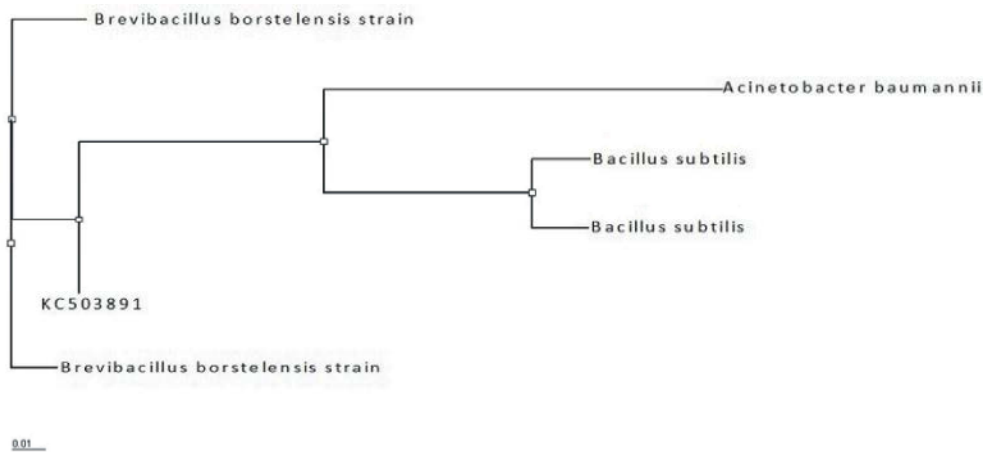 Brevibacillus borstelensis strain
Acinetobacter baumannii
Bacillus subtilis
Bacillus subtilis
KC503891
Brevibacillus borstelensis strain
0.01